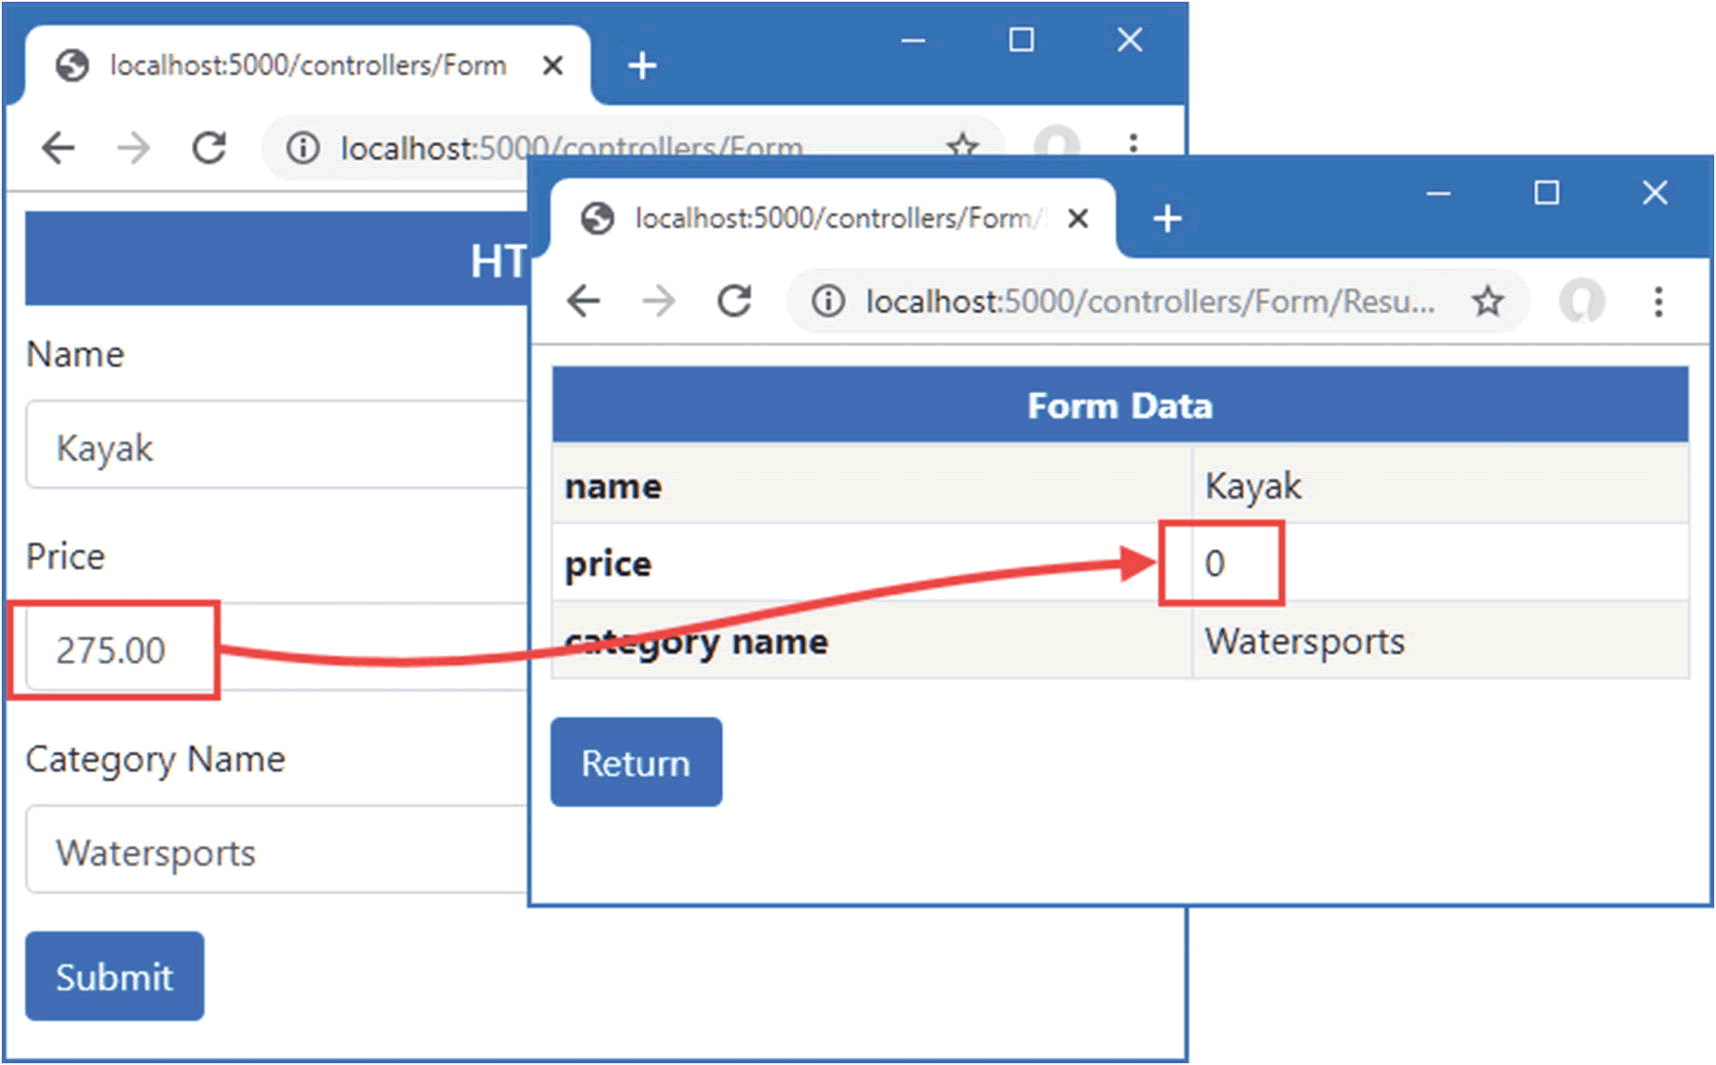 localhost:5000/controllers/Form
localhost:5000/controllers/Form
HT
Name
Kayak
Price
275.00
Category Name
Watersports
Submit
localhost:5000/controllers/Form/
localhost:5000/controllers/Form/Resu...
Form Data
name Kayak
price 0
category name Watersports
Return